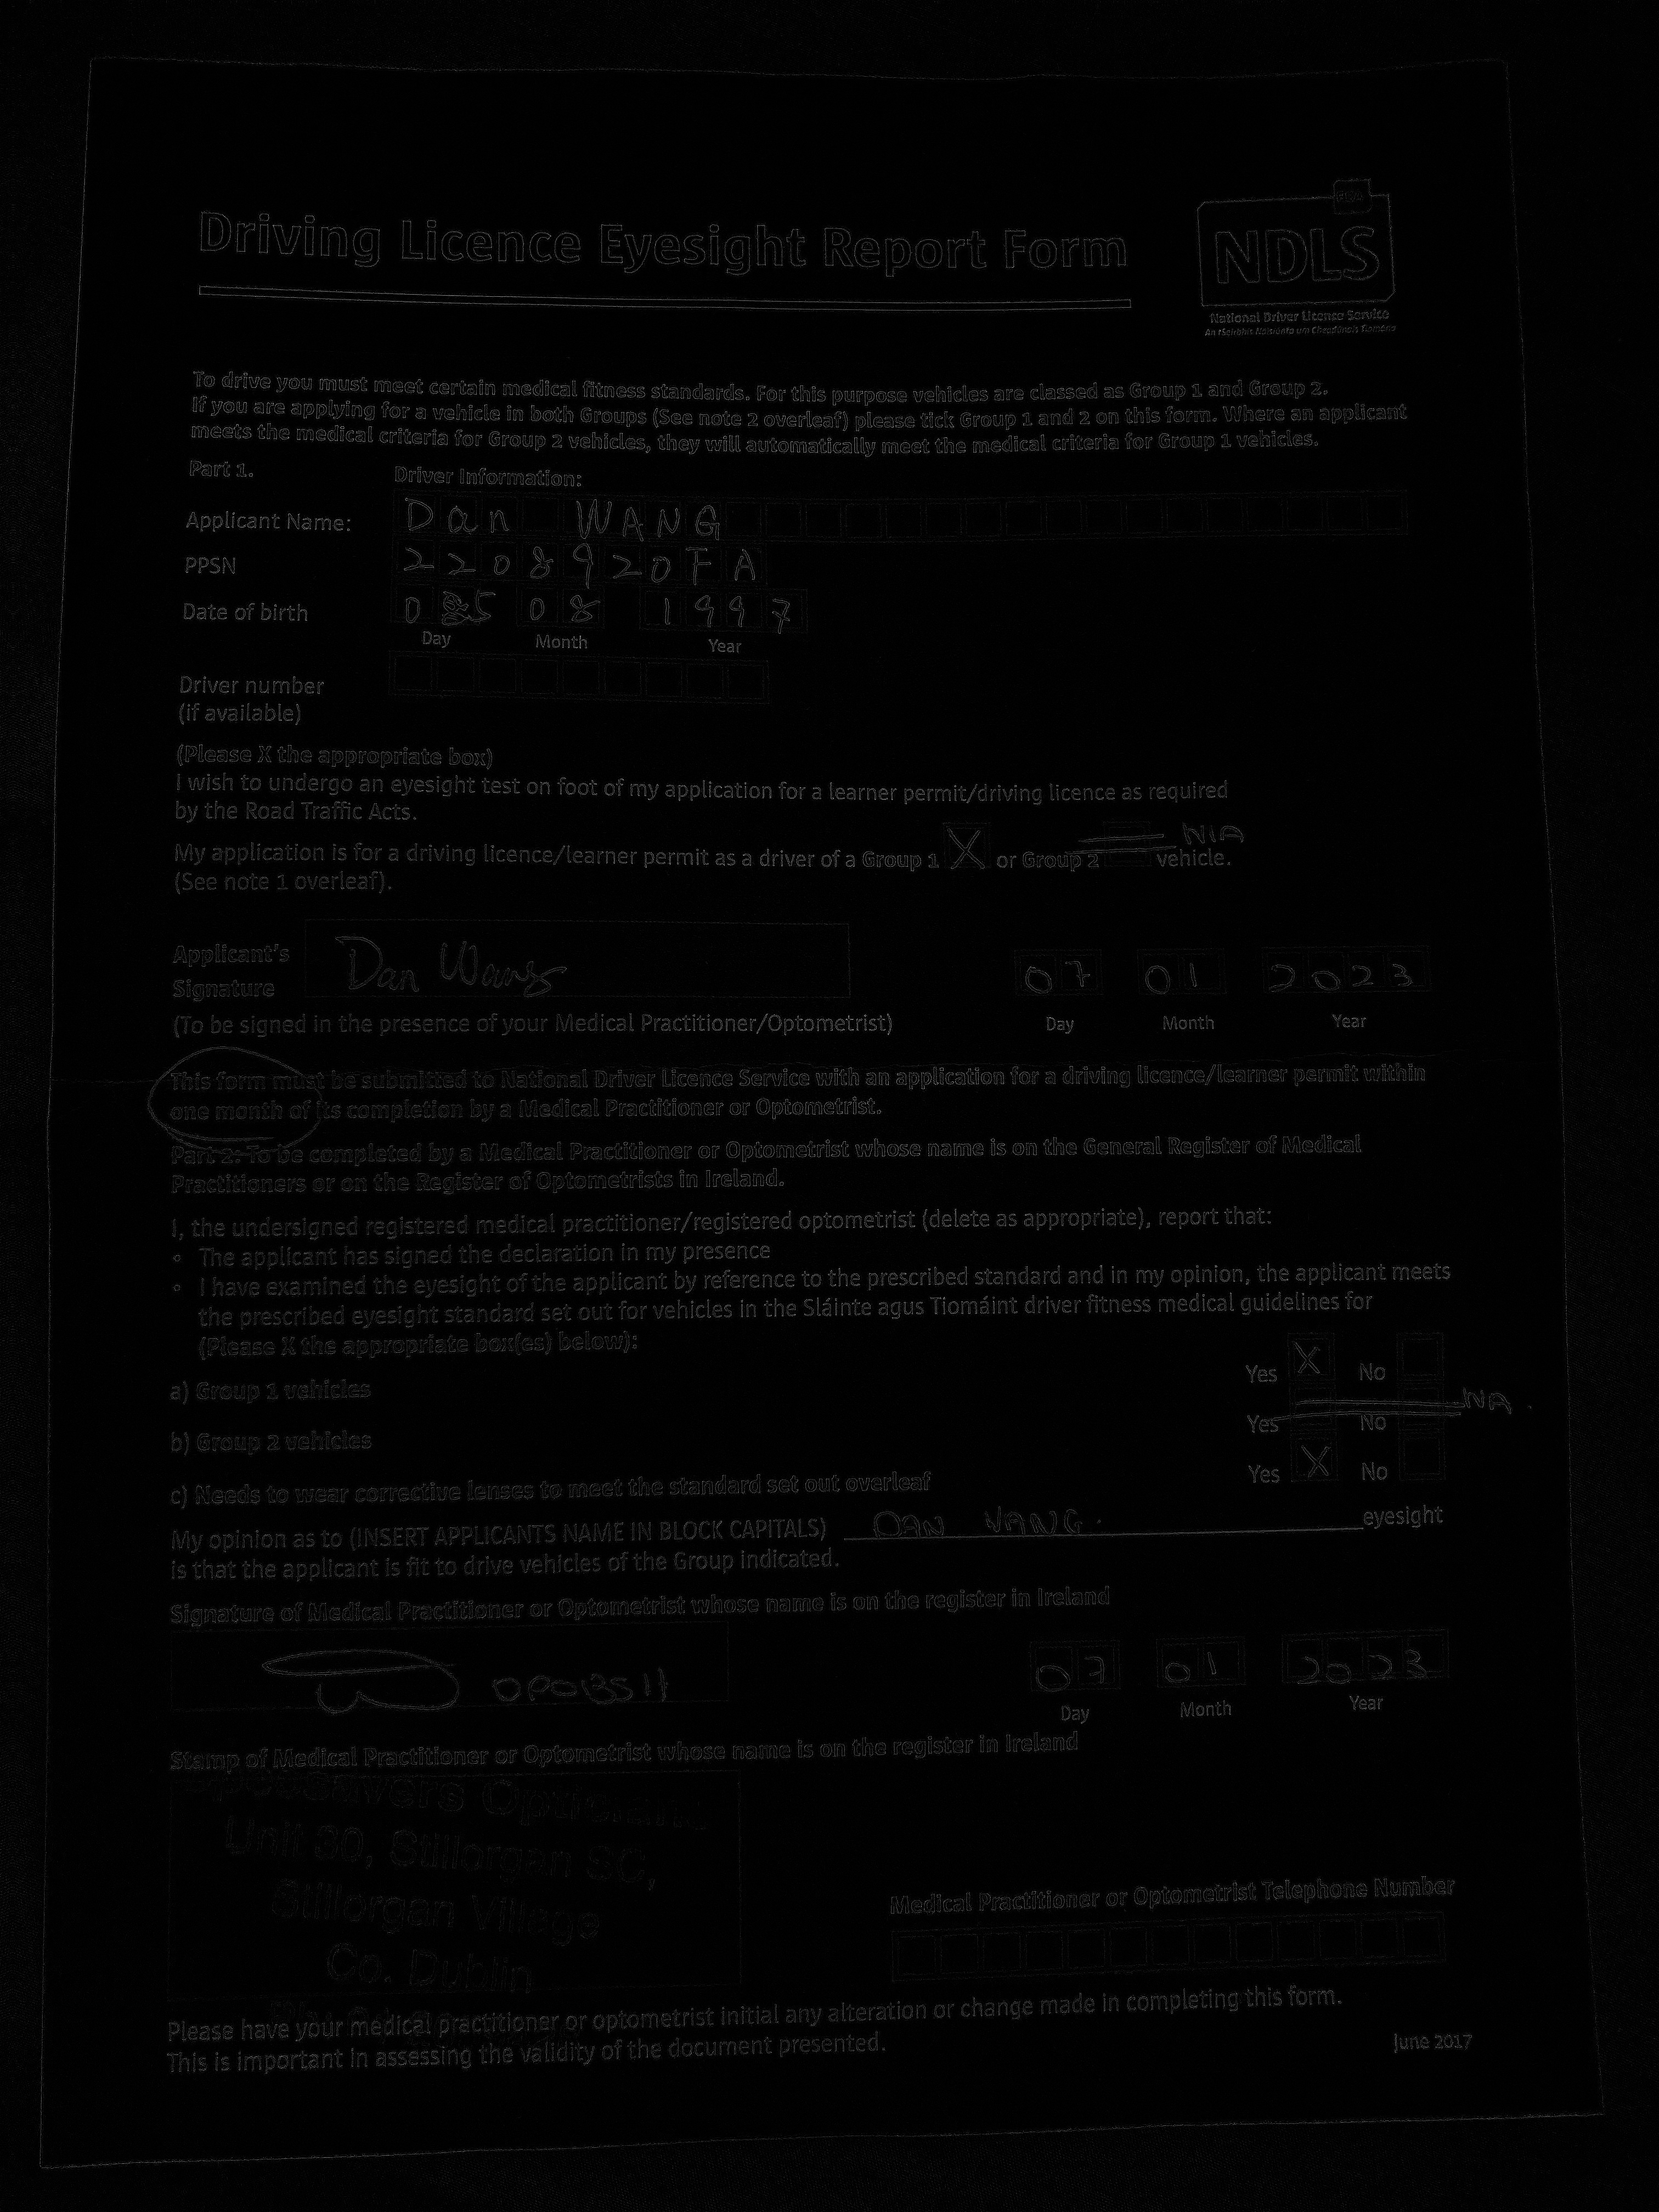 Driving Licence Eyesight Report Form
RSA
NDLS
National Driver Licence Service
An tSeirbhís Náisiúnta um Cheadúnais Tiomána
To drive you must meet certain medical fitness standards. For this purpose vehicles are classed as Group 1 and Group 2.
If you are applying for a vehicle in both Groups (See note 2 overleaf) please tick Group 1 and 2 on this form. Where an applicant
meets the medical criteria for Group 2 vehicles, they will automatically meet the medical criteria for Group 1 vehicles.
Part 1. Driver Information:
Applicant Name: Dan WANG
PPSN 2208920FA
Date of birth 0 5 08 1997
Day Month Year
Driver number
(if available)
(Please X the appropriate box)
I wish to undergo an eyesight test on foot of my application for a learner permit/driving licence as required
by the Road Traffic Acts.
My application is for a driving licence/learner permit as a driver of a Group 1 X or Group 2 vehicle. N/A
(See note 1 overleaf).
Applicant's
Signature Dan Wang 07 01 2023
(To be signed in the presence of your Medical Practitioner/Optometrist) Day Month Year
This form must be submitted to National Driver Licence Service with an application for a driving licence/learner permit within
one month of its completion by a Medical Practitioner or Optometrist.
Part 2: To be completed by a Medical Practitioner or Optometrist whose name is on the General Register of Medical
Practitioners or on the Register of Optometrists in Ireland.
I, the undersigned registered medical practitioner/registered optometrist (delete as appropriate), report that:
• The applicant has signed the declaration in my presence
• I have examined the eyesight of the applicant by reference to the prescribed standard and in my opinion, the applicant meets
the prescribed eyesight standard set out for vehicles in the Sláinte agus Tiomáint driver fitness medical guidelines for
(Please X the appropriate box(es) below):
a) Group 1 vehicles Yes X No
b) Group 2 vehicles Yes No NA.
c) Needs to wear corrective lenses to meet the standard set out overleaf Yes X No
My opinion as to (INSERT APPLICANTS NAME IN BLOCK CAPITALS) DAN WANG. eyesight
is that the applicant is fit to drive vehicles of the Group indicated.
Signature of Medical Practitioner or Optometrist whose name is on the register in Ireland
07 01 2023
Day Month Year
Stamp of Medical Practitioner or Optometrist whose name is on the register in Ireland
Specsavers Opticians
Unit 30, Stillorgan SC,
Stillorgan Village
Co. Dublin
Medical Practitioner or Optometrist Telephone Number
Please have your medical practitioner or optometrist initial any alteration or change made in completing this form.
This is important in assessing the validity of the document presented.
June 2017